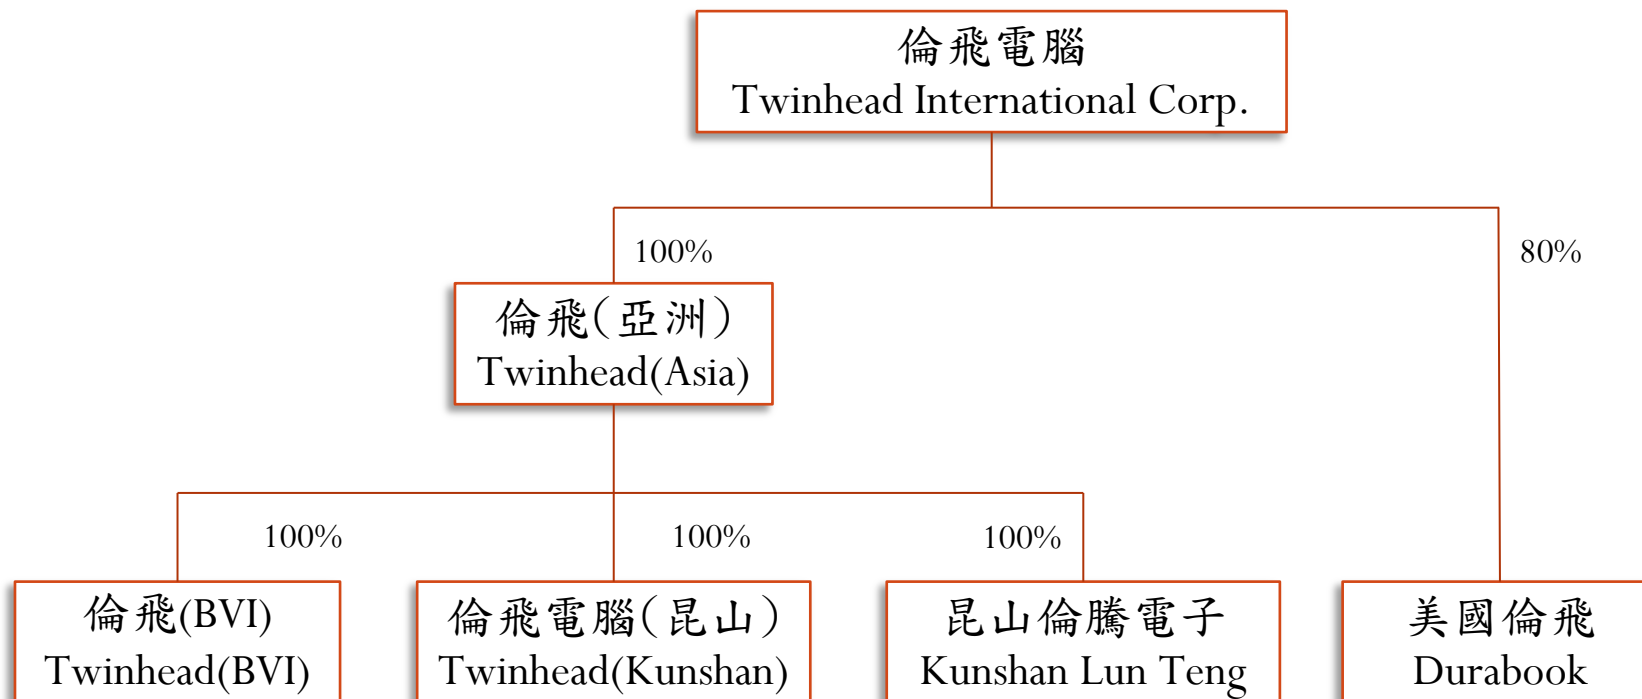 倫飛電腦
Twinhead International Corp.
100%
80%
倫飛(亞洲)
Twinhead(Asia)
100%
100%
100%
倫飛(BVI)
Twinhead(BVI)
倫飛電腦(昆山)
Twinhead(Kunshan)
昆山倫騰電子
Kunshan Lun Teng
美國倫飛
Durabook